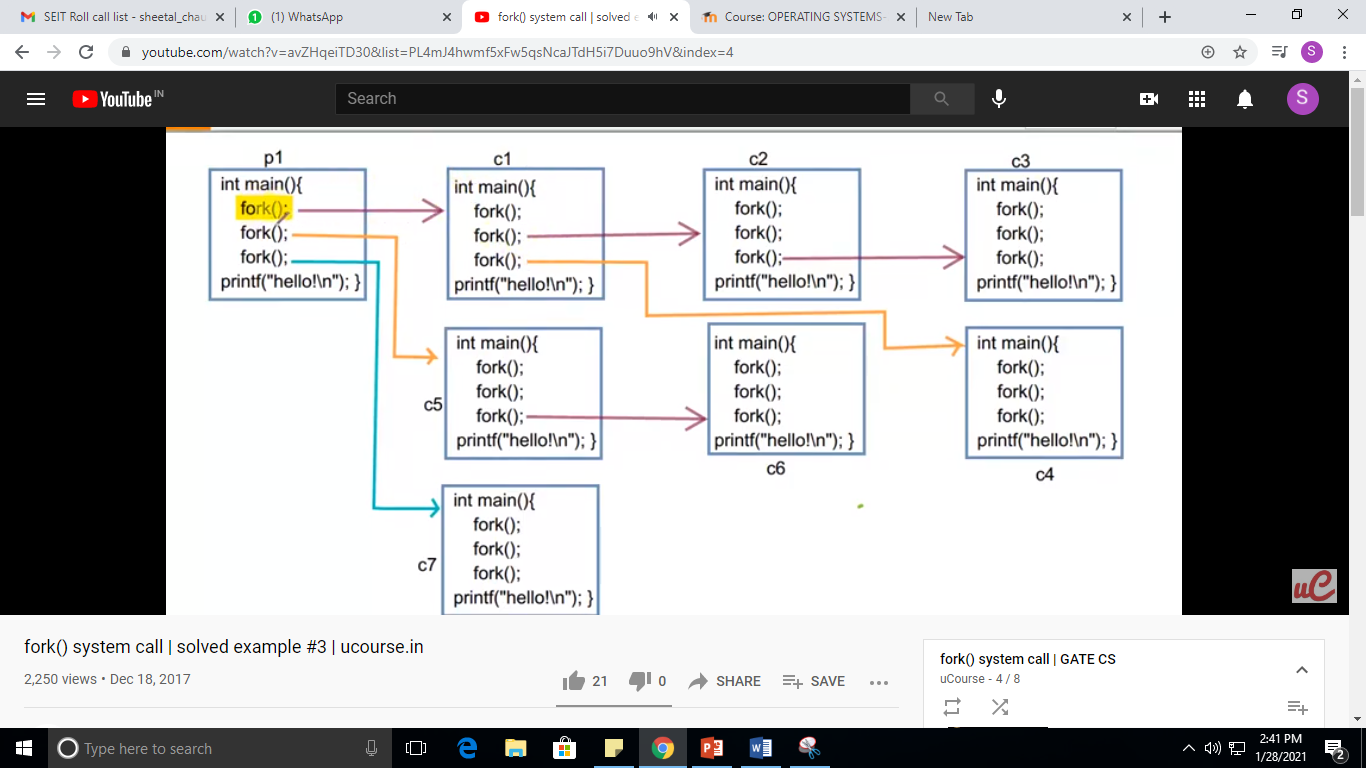 SEIT Roll call list - sheetal_chau
(1) WhatsApp
fork() system call | solved e
Course: OPERATING SYSTEMS-
New Tab
youtube.com/watch?v=avZHqeiTD30&list=PL4mJ4hwmf5xFw5qsNcaJTdH5i7Duuo9hV&index=4
S
YouTube IN
Search
S
p1
int main(){
fork();
fork();
fork();
printf("hello!\n"); }
c1
int main(){
fork();
fork();
fork();
printf("hello!\n"); }
c2
int main(){
fork();
fork();
fork();
printf("hello!\n"); }
c3
int main(){
fork();
fork();
fork();
printf("hello!\n"); }
c5
int main(){
fork();
fork();
fork();
printf("hello!\n"); }
int main(){
fork();
fork();
fork();
printf("hello!\n"); }
c6
int main(){
fork();
fork();
fork();
printf("hello!\n"); }
c4
c7
int main(){
fork();
fork();
fork();
printf("hello!\n"); }
uC
fork() system call | solved example #3 | ucourse.in
2,250 views • Dec 18, 2017
21
0
SHARE
SAVE
fork() system call | GATE CS
uCourse - 4 / 8
Type here to search
2:41 PM
1/28/2021
2